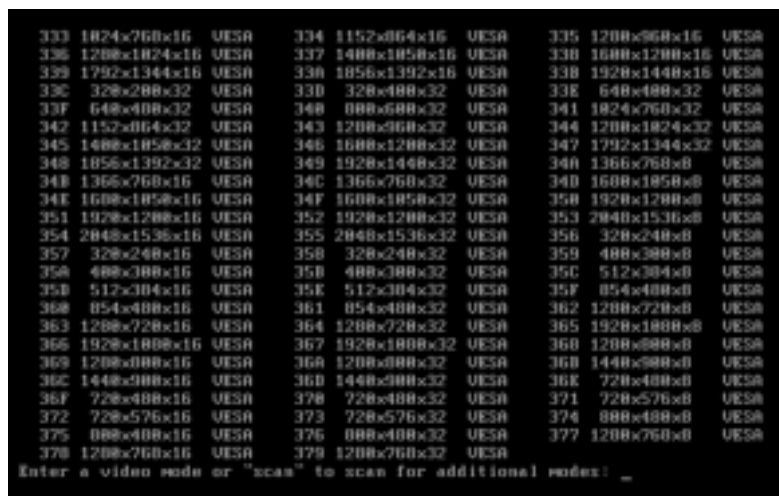 333 1024x768x16 VESA 334 1152x864x16 VESA 335 1280x960x16 VESA
336 1280x1024x16 VESA 337 1400x1050x16 VESA 338 1600x1200x16 VESA
339 1792x1344x16 VESA 33A 1856x1392x16 VESA 33B 1920x1440x16 VESA
33C 320x200x32 VESA 33D 320x400x32 VESA 33E 640x400x32 VESA
33F 640x480x32 VESA 340 800x600x32 VESA 341 1024x768x32 VESA
342 1152x864x32 VESA 343 1280x960x32 VESA 344 1280x1024x32 VESA
345 1400x1050x32 VESA 346 1600x1200x32 VESA 347 1792x1344x32 VESA
348 1856x1392x32 VESA 349 1920x1440x32 VESA 34A 1366x768x8 VESA
34B 1366x768x16 VESA 34C 1366x768x32 VESA 34D 1680x1050x8 VESA
34E 1680x1050x16 VESA 34F 1680x1050x32 VESA 350 1920x1200x8 VESA
351 1920x1200x16 VESA 352 1920x1200x32 VESA 353 2048x1536x8 VESA
354 2048x1536x16 VESA 355 2048x1536x32 VESA 356 320x240x8 VESA
357 320x240x16 VESA 358 320x240x32 VESA 359 400x300x8 VESA
35A 400x300x16 VESA 35B 400x300x32 VESA 35C 512x384x8 VESA
35D 512x384x16 VESA 35E 512x384x32 VESA 35F 854x480x8 VESA
360 854x480x16 VESA 361 854x480x32 VESA 362 1280x720x8 VESA
363 1280x720x16 VESA 364 1280x720x32 VESA 365 1920x1080x8 VESA
366 1920x1080x16 VESA 367 1920x1080x32 VESA 368 1280x800x8 VESA
369 1280x800x16 VESA 36A 1280x800x32 VESA 36B 1440x900x8 VESA
36C 1440x900x16 VESA 36D 1440x900x32 VESA 36E 720x480x8 VESA
36F 720x480x16 VESA 370 720x480x32 VESA 371 720x576x8 VESA
372 720x576x16 VESA 373 720x576x32 VESA 374 800x480x8 VESA
375 800x480x16 VESA 376 800x480x32 VESA 377 1280x768x8 VESA
378 1280x768x16 VESA 379 1280x768x32 VESA
Enter a video mode or "scan" to scan for additional modes: _